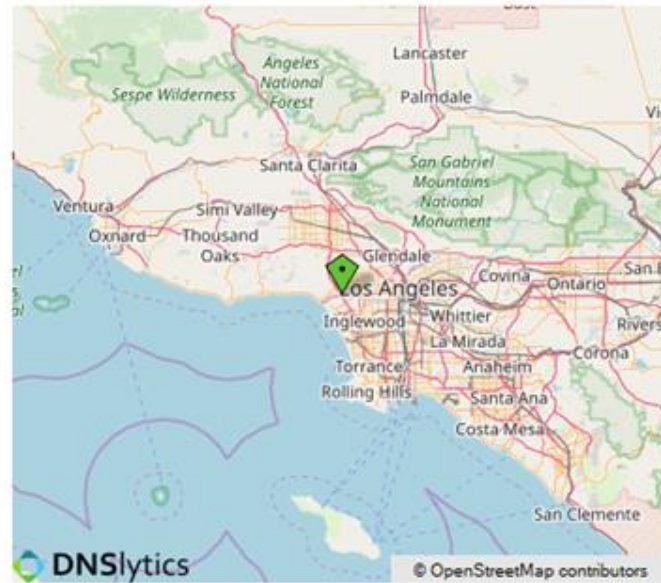 Lancaster
Angeles
National
Forest
Sespe Wilderness
Palmdale
Santa Clarita
San Gabriel
Mountains
National
Monument
Ventura
Simi Valley
Oxnard
Thousand
Oaks
Glendale
Covina
Los Angeles
Ontario
Inglewood
Whittier
La Mirada
Corona
Torrance
Anaheim
Rolling Hills
Santa Ana
Costa Mesa
San Clemente
DNSlytics
© OpenStreetMap contributors